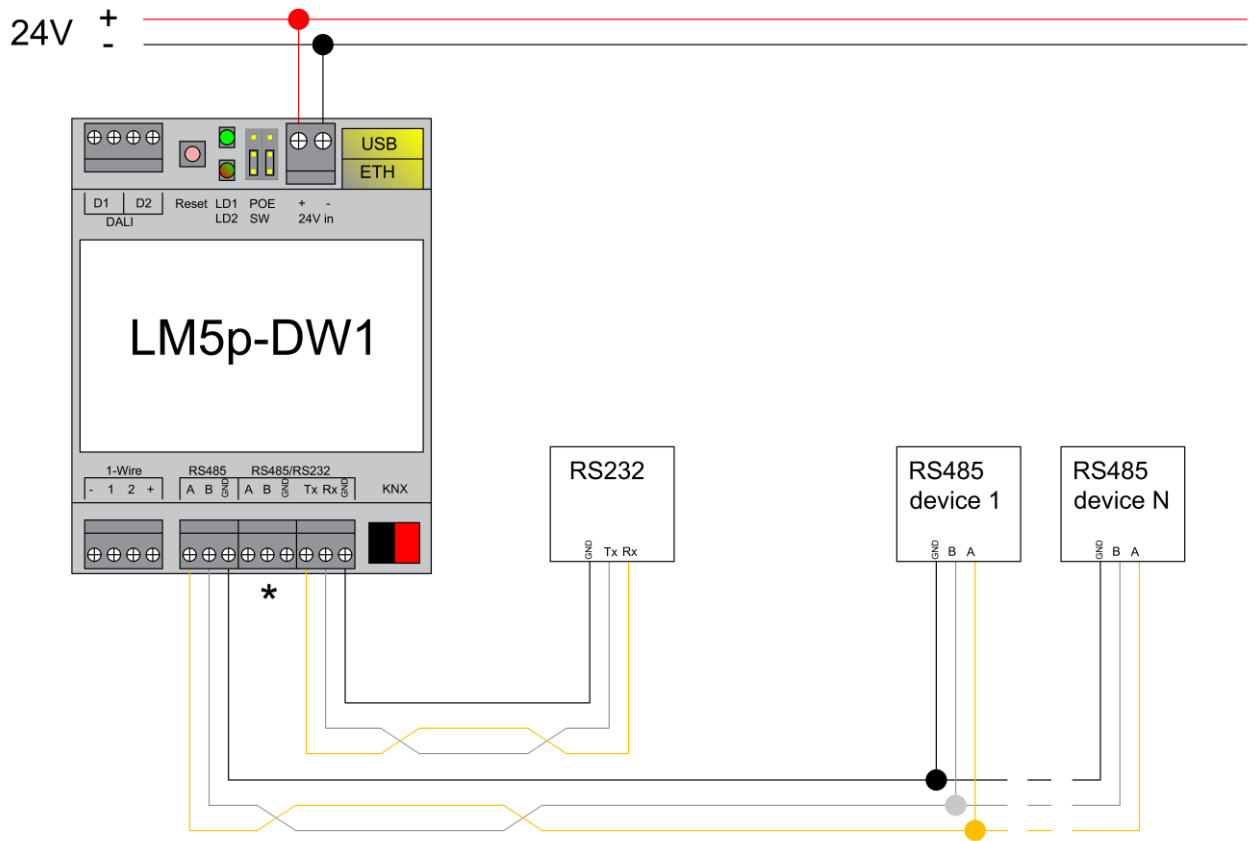 24V + -
USB
ETH
D1 D2
DALI
Reset LD1 POE + -
LD2 SW 24V in
LM5p-DW1
1-Wire RS485 RS485/RS232
- 1 2 + A B GND A B GND Tx Rx GND KNX
*
RS232
GND Tx Rx
RS485
device 1
GND B A
RS485
device N
GND B A